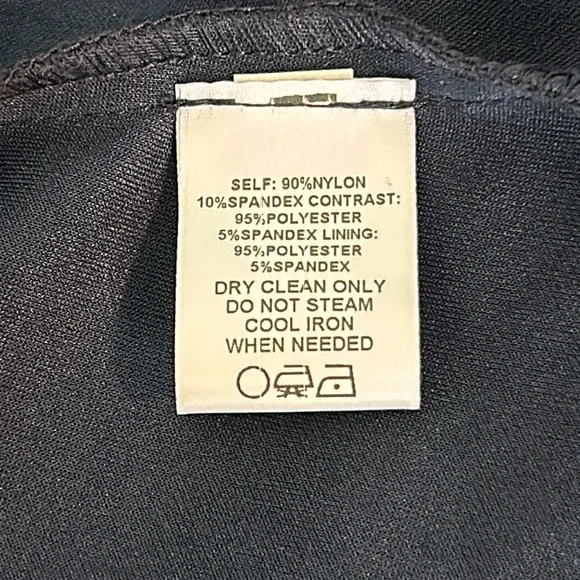 SELF: 90%NYLON
10%SPANDEX CONTRAST:
95%POLYESTER
5%SPANDEX LINING:
95%POLYESTER
5%SPANDEX
DRY CLEAN ONLY
DO NOT STEAM
COOL IRON
WHEN NEEDED